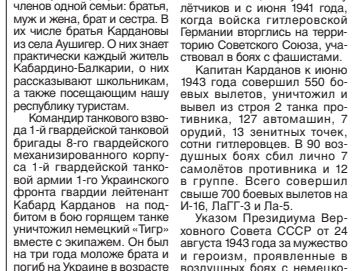 членов одной семьи: братья,
муж и жена, брат и сестра. В
их числе братья Кардановы
из села Аушигер. О них знает
практически каждый житель
Кабардино-Балкарии, о них
рассказывают школьникам,
а также посещающим нашу
республику туристам.
Командир танкового взво-
да 1-й гвардейской танковой
бригады 8-го гвардейского
механизированного корпу-
са 1-й гвардейской танко-
вой армии 1-го Украинского
фронта гвардии лейтенант
Кабард Карданов на под-
битом в бою горящем танке
уничтожил немецкий «Тигр»
вместе с экипажем. Он был
на три года моложе брата и
погиб на Украине в возрасте
лётчиков и с июня 1941 года,
когда войска гитлеровской
Германии вторглись на терри-
торию Советского Союза, уча-
ствовал в боях с фашистами.
Капитан Карданов к июню
1943 года совершил 550 бо-
евых вылетов, уничтожил и
вывел из строя 2 танка про-
тивника, 127 автомашин, 7
орудий, 13 зенитных точек,
сотни гитлеровцев. В 90 воз-
душных боях сбил лично 7
самолётов противника и 12
в группе. Всего совершил
свыше 700 боевых вылетов на
И-16, ЛаГГ-3 и Ла-5.
Указом Президиума Вер-
ховного Совета СССР от 24
августа 1943 года за мужество
и героизм, проявленные в
воздушных боях с немецко-